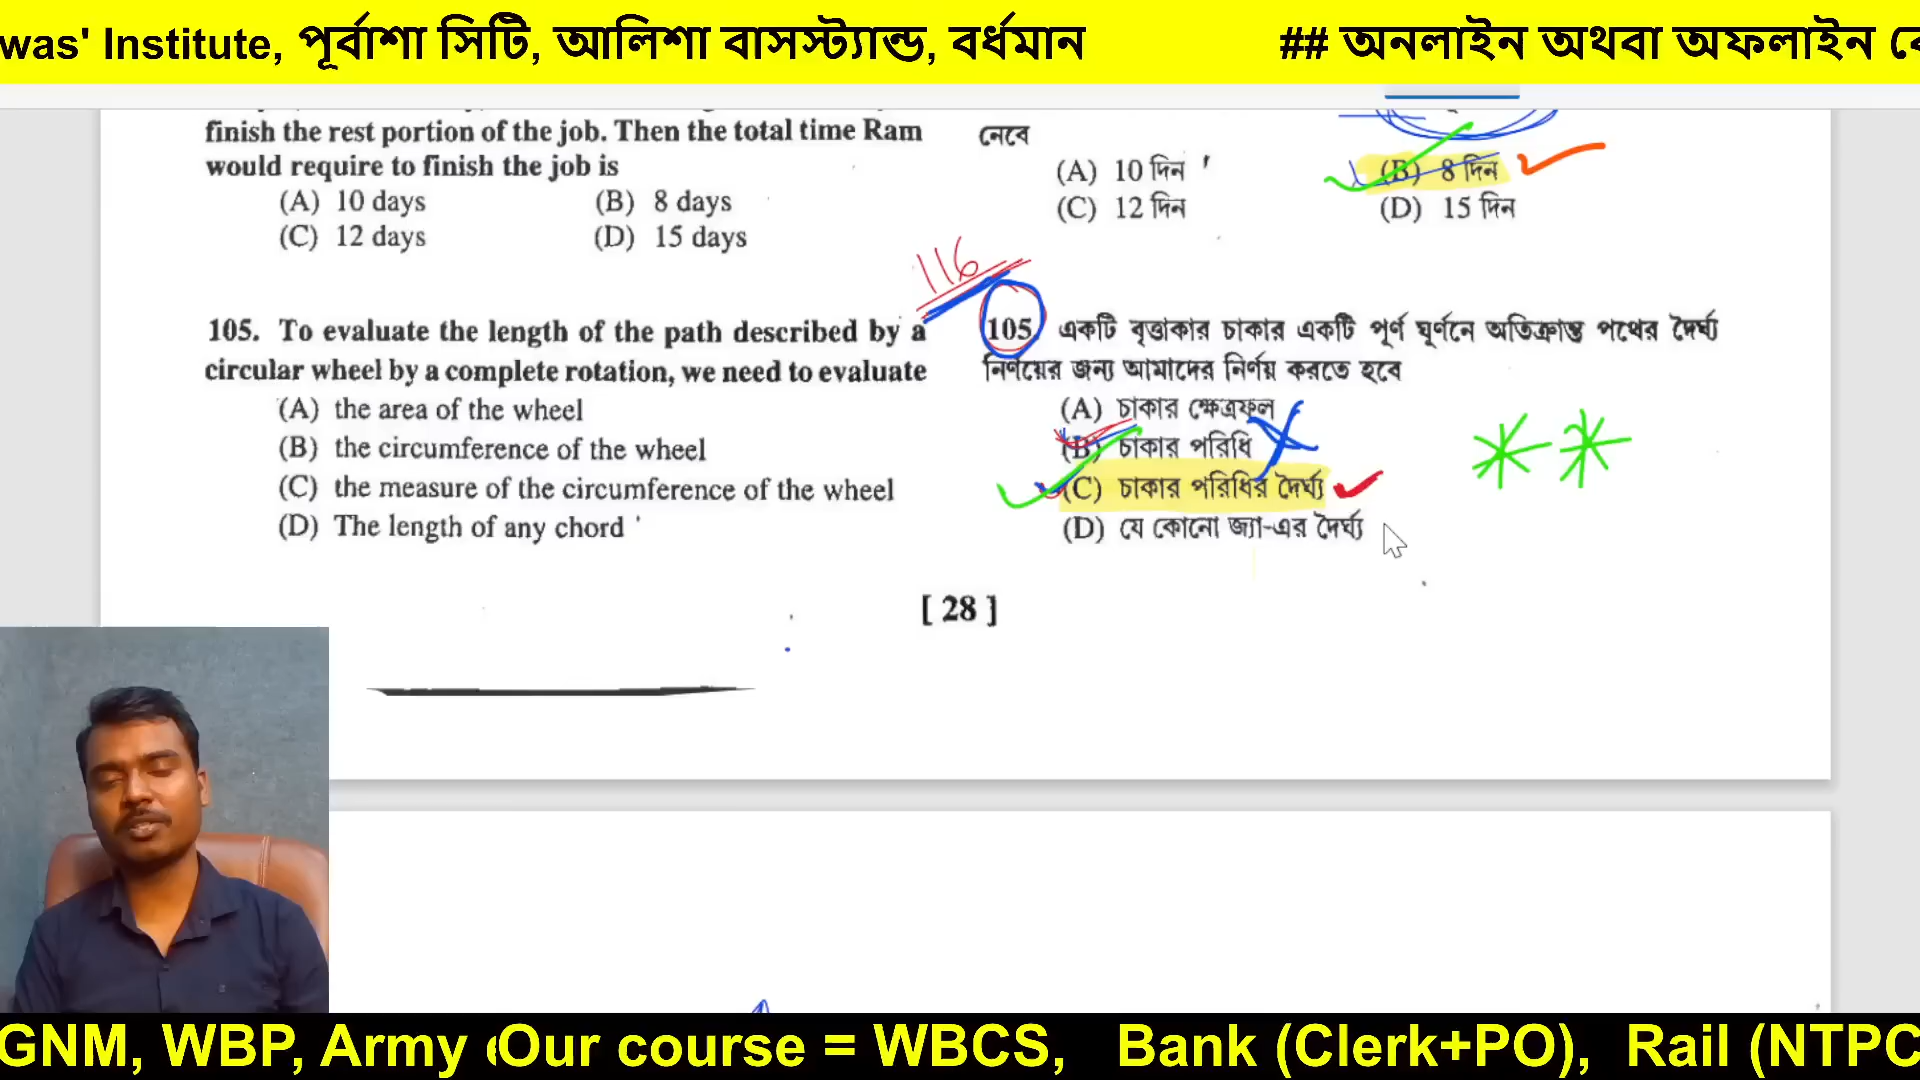 was' Institute, পূর্বাশা সিটি, আলিশা বাসস্ট্যান্ড, বর্ধমান ## অনলাইন অথবা অফলাইন
finish the rest portion of the job. Then the total time Ram
would require to finish the job is
(A) 10 days (B) 8 days
(C) 12 days (D) 15 days
নেবে
(A) 10 দিন (B) 8 দিন
(C) 12 দিন (D) 15 দিন
116
105. To evaluate the length of the path described by a
circular wheel by a complete rotation, we need to evaluate
(A) the area of the wheel
(B) the circumference of the wheel
(C) the measure of the circumference of the wheel
(D) The length of any chord
105 একটি বৃত্তাকার চাকার একটি পূর্ণ ঘূর্ণনে অতিক্রান্ত পথের দৈর্ঘ্য
নির্ণয়ের জন্য আমাদের নির্ণয় করতে হবে
(A) চাকার ক্ষেত্রফল
(B) চাকার পরিধি
(C) চাকার পরিধির দৈর্ঘ্য
(D) যে কোনো জ্যা-এর দৈর্ঘ্য
[ 28 ]
GNM, WBP, Army Our course = WBCS, Bank (Clerk+PO), Rail (NTPC